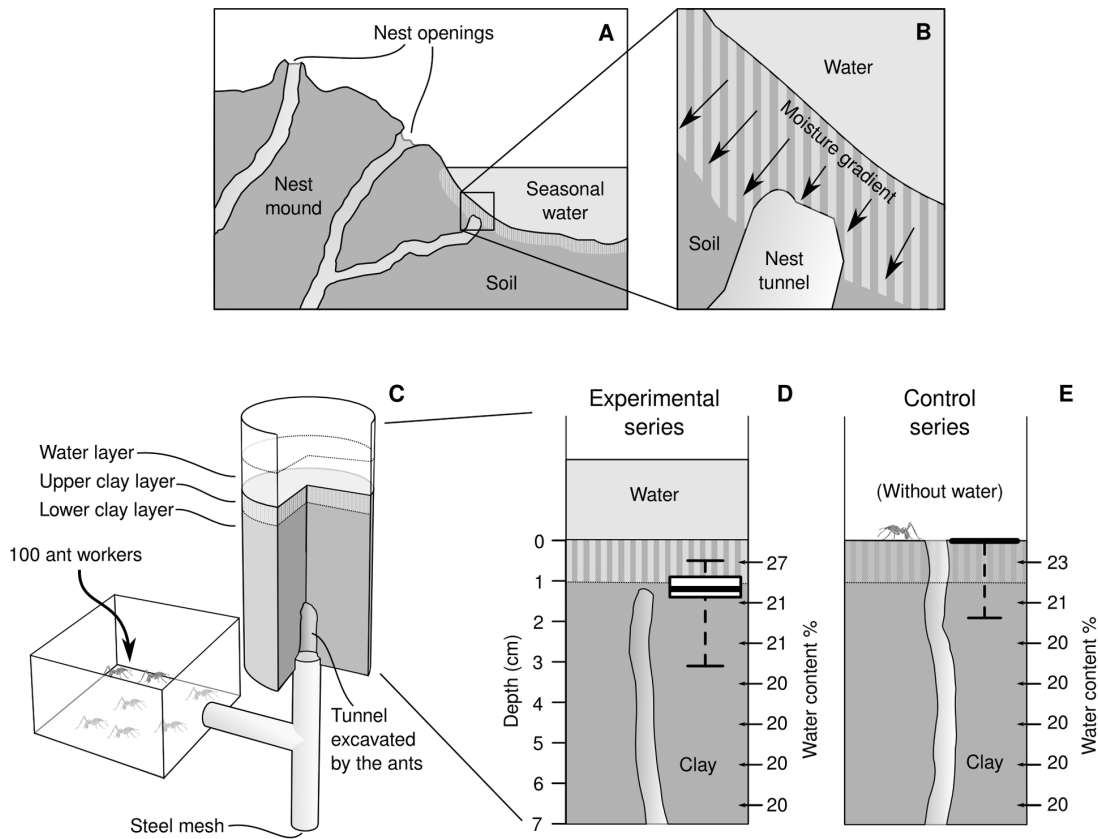 A
Nest openings
Nest
mound
Seasonal
water
Soil
B
Water
Moisture gradient
Soil
Nest
tunnel
C
Water layer
Upper clay layer
Lower clay layer
100 ant workers
Tunnel
excavated
by the ants
Steel mesh
Experimental
series
D
Water
0
1
2
3
4
5
6
7
Depth (cm)
27
21
21
20
20
20
20
Water content %
Clay
Control
series
E
(Without water)
23
21
20
20
20
20
20
Water content %
Clay